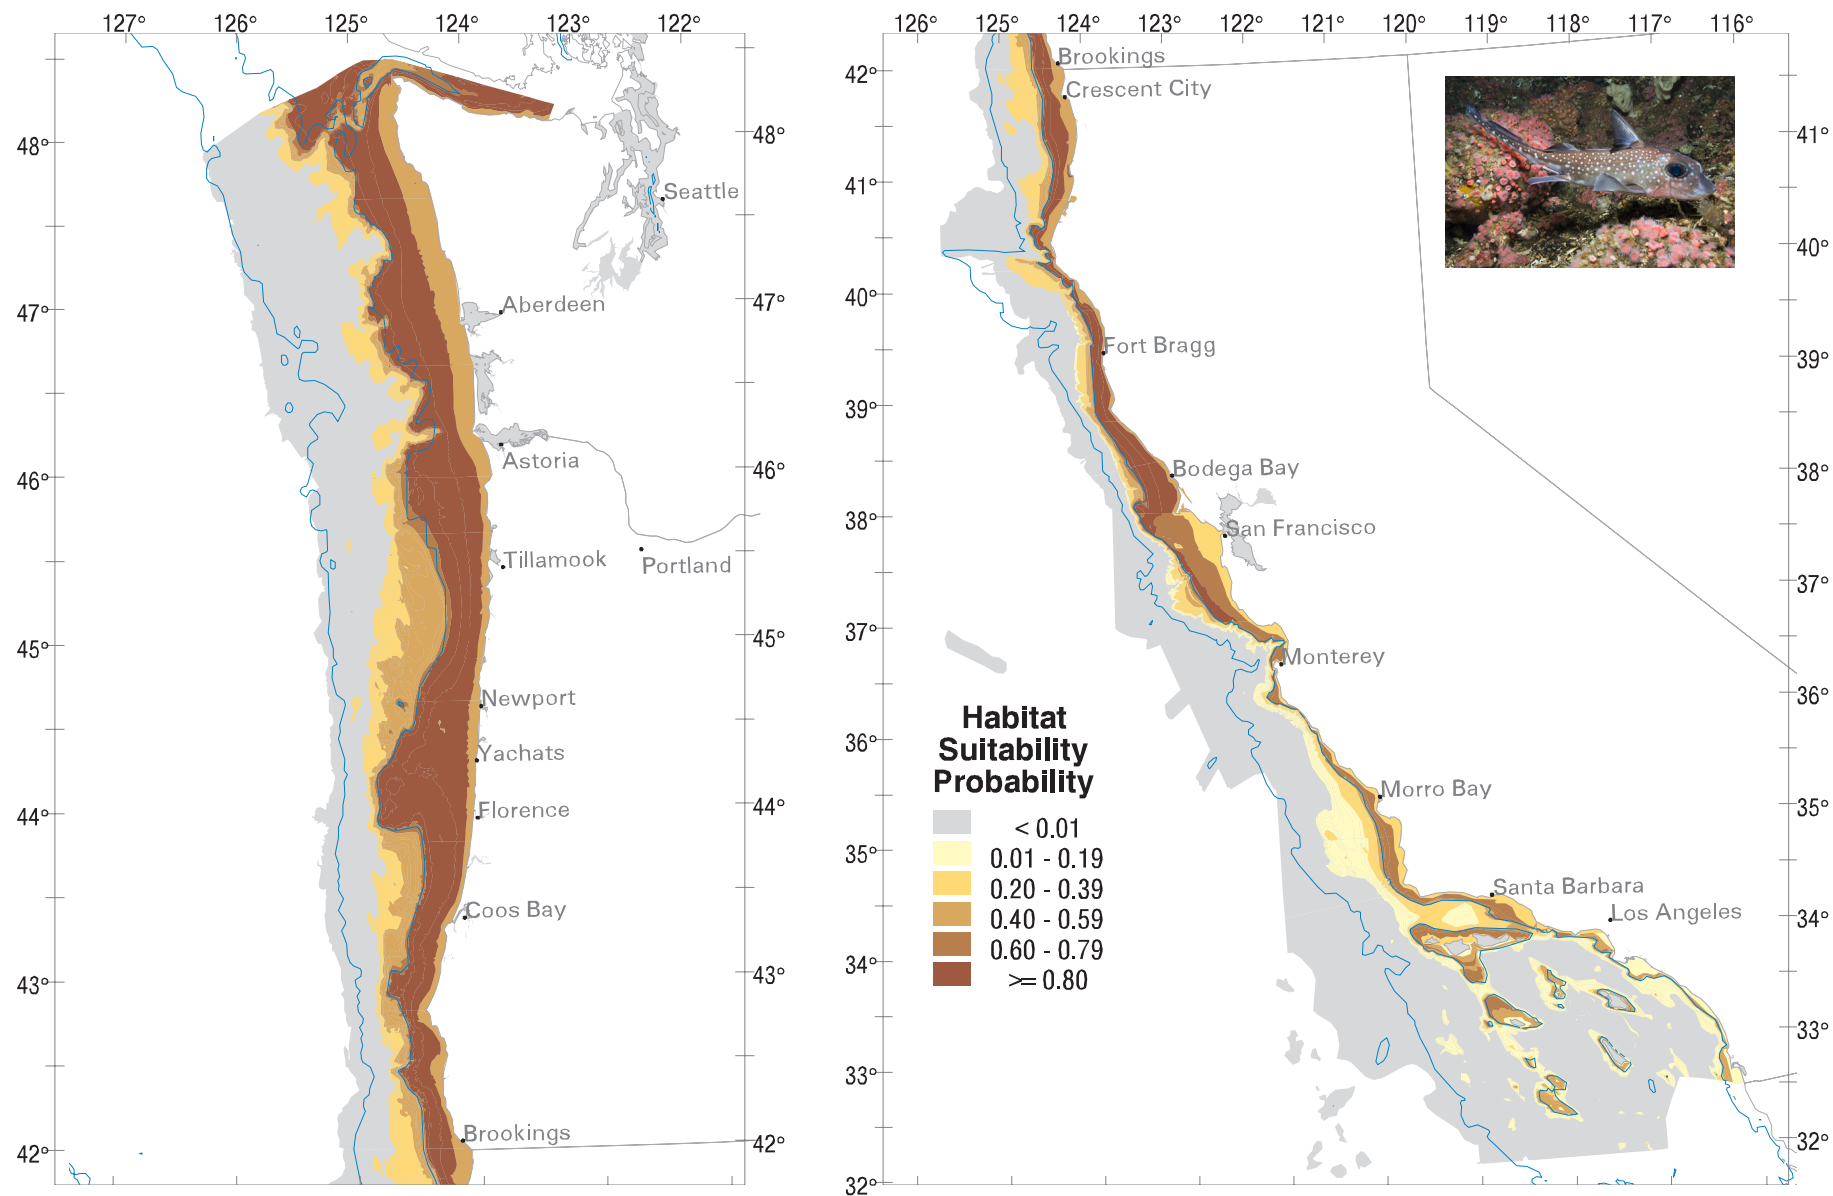 127° 126° 125° 124° 123° 122°
48° 48°
Seattle
47° 47°
Aberdeen
46° 46°
Astoria
Tillamook
Portland
45° 45°
Newport
Yachats
44° 44°
Florence
Coos Bay
43° 43°
Brookings
42° 42°
126° 125° 124° 123° 122° 121° 120° 119° 118° 117° 116°
Brookings
42°
Crescent City
41° 41°
40° 40°
Fort Bragg
39° 39°
Bodega Bay
38° 38°
San Francisco
37° 37°
Monterey
36° 36°
Morro Bay
35° 35°
Santa Barbara
Los Angeles
34° 34°
33° 33°
32° 32°
Habitat
Suitability
Probability
< 0.01
0.01 - 0.19
0.20 - 0.39
0.40 - 0.59
0.60 - 0.79
>= 0.80